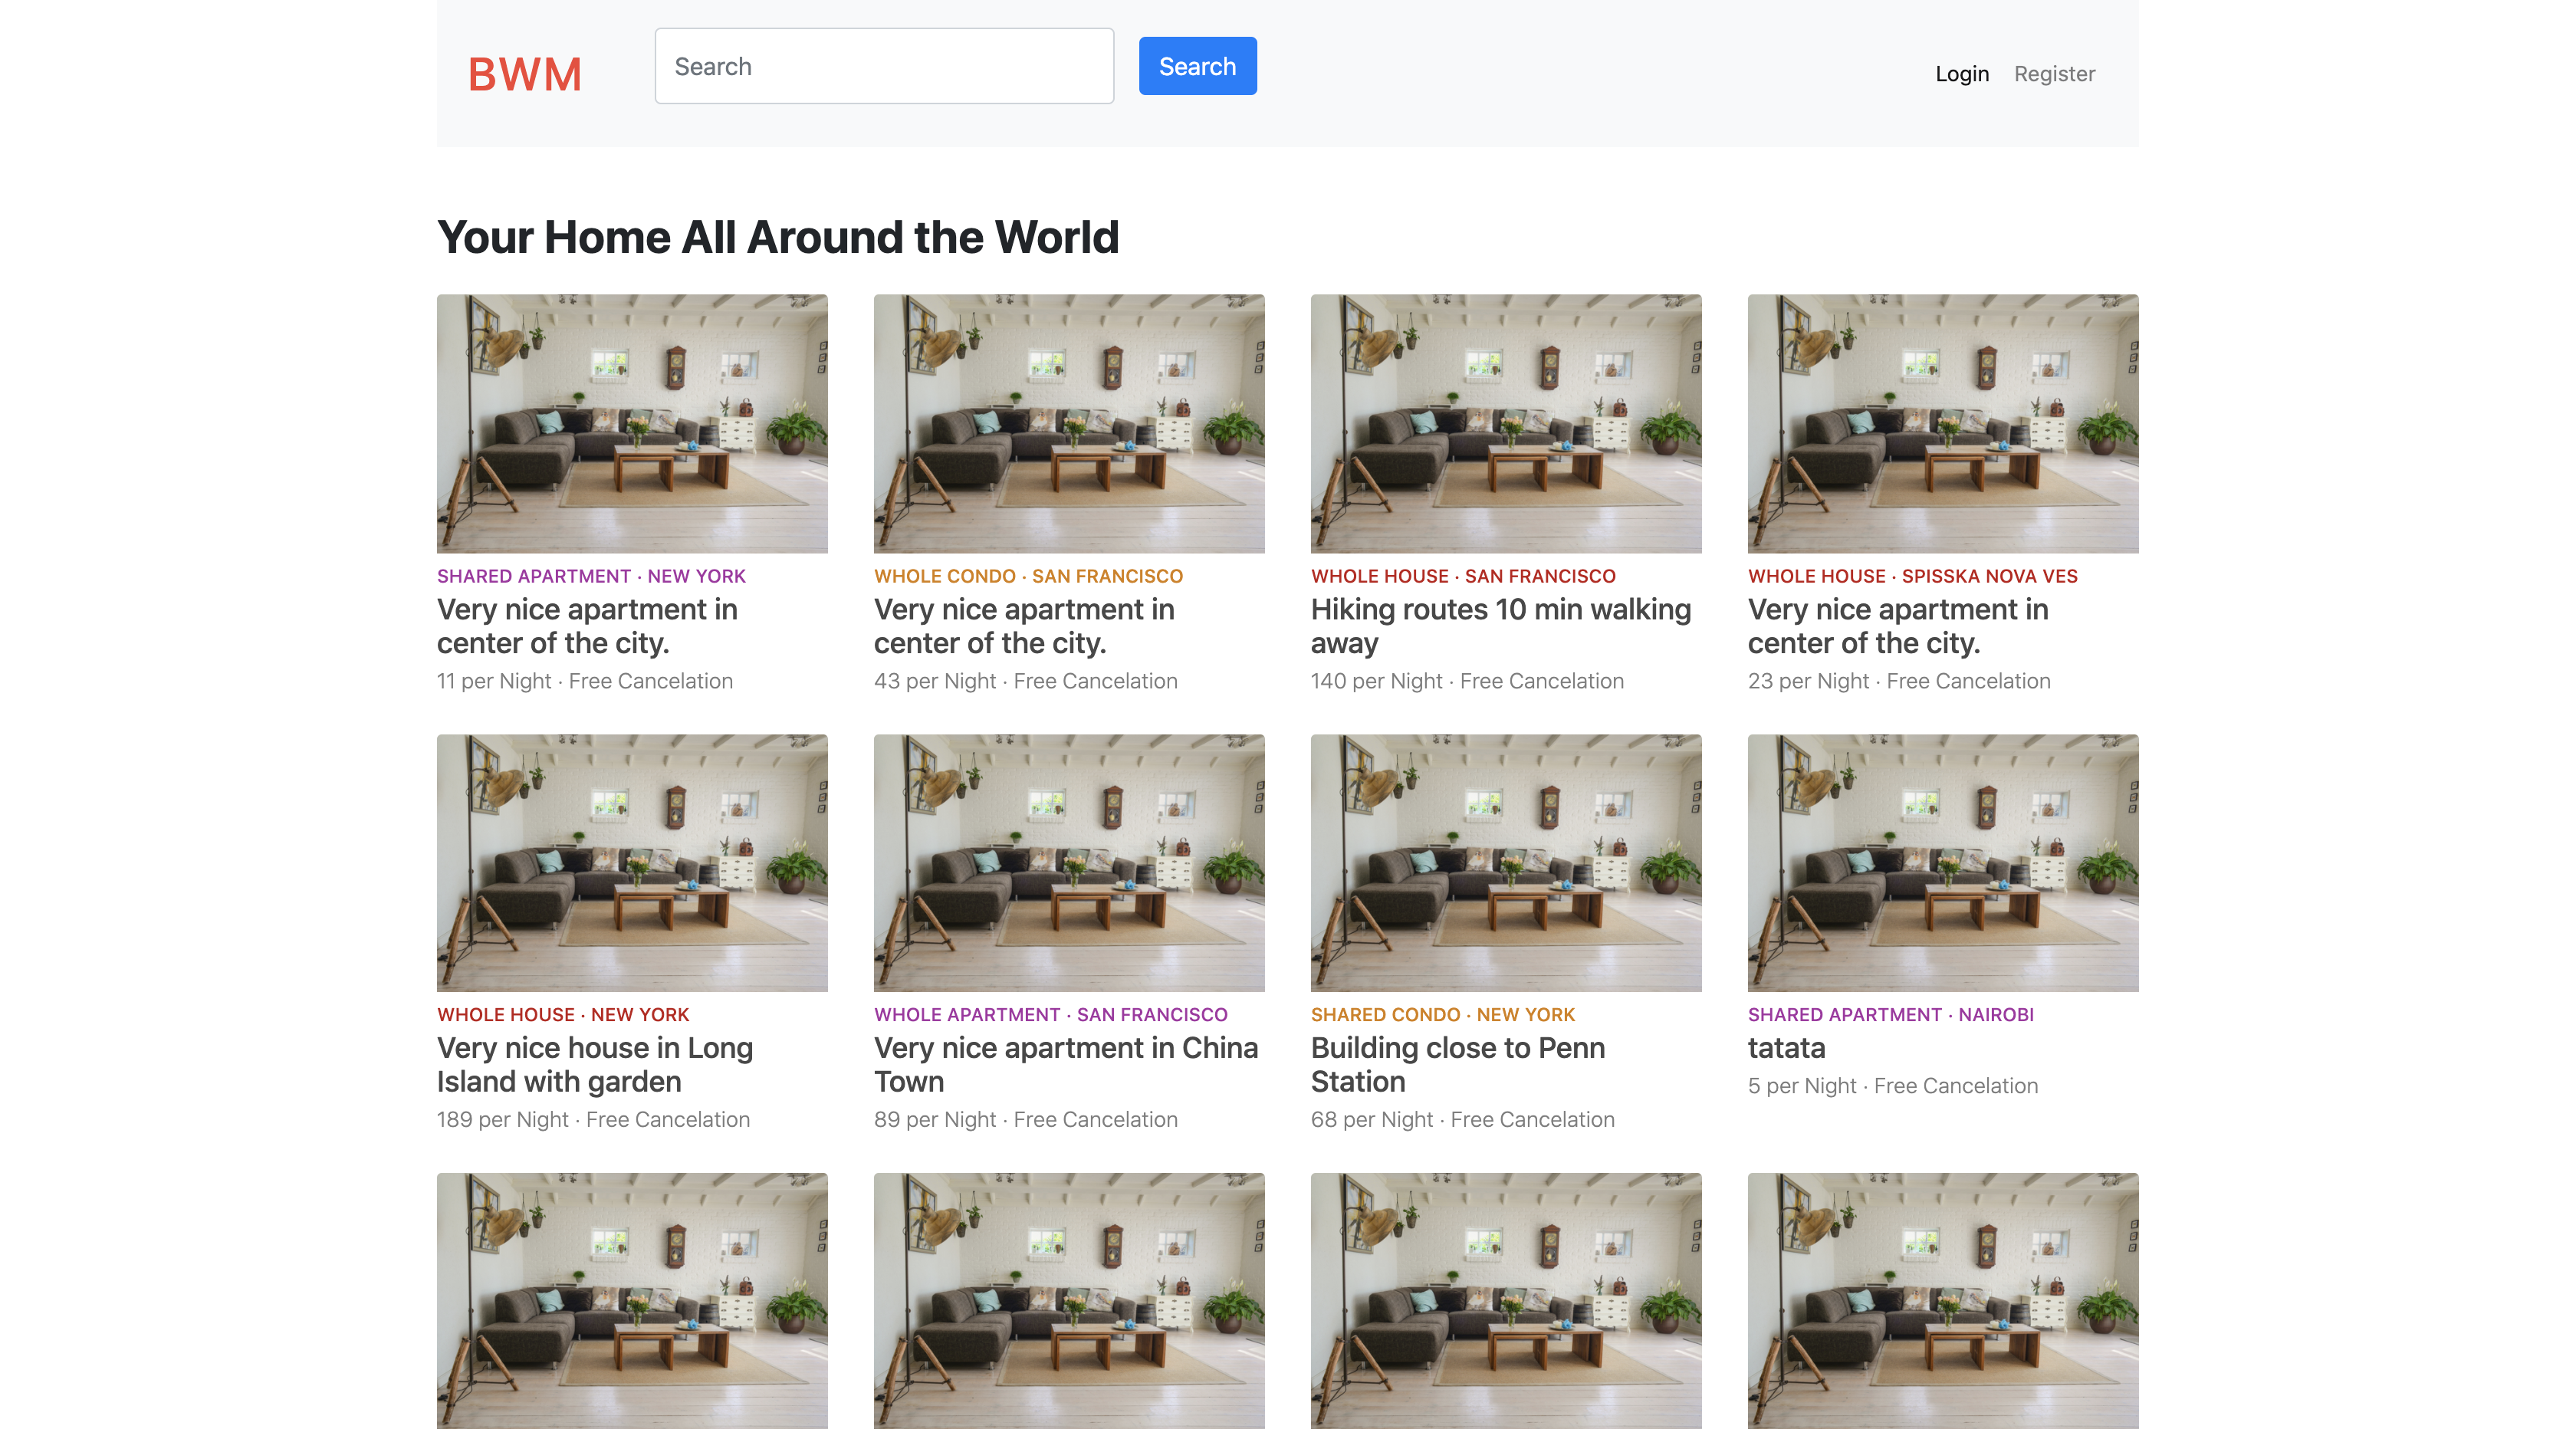 BWM
Search
Search
Login
Register
Your Home All Around the World
SHARED APARTMENT · NEW YORK
Very nice apartment in
center of the city.
11 per Night · Free Cancelation
WHOLE CONDO · SAN FRANCISCO
Very nice apartment in
center of the city.
43 per Night · Free Cancelation
WHOLE HOUSE · SAN FRANCISCO
Hiking routes 10 min walking
away
140 per Night · Free Cancelation
WHOLE HOUSE · SPISSKA NOVA VES
Very nice apartment in
center of the city.
23 per Night · Free Cancelation
WHOLE HOUSE · NEW YORK
Very nice house in Long
Island with garden
189 per Night · Free Cancelation
WHOLE APARTMENT · SAN FRANCISCO
Very nice apartment in China
Town
89 per Night · Free Cancelation
SHARED CONDO · NEW YORK
Building close to Penn
Station
68 per Night · Free Cancelation
SHARED APARTMENT · NAIROBI
tatata
5 per Night · Free Cancelation